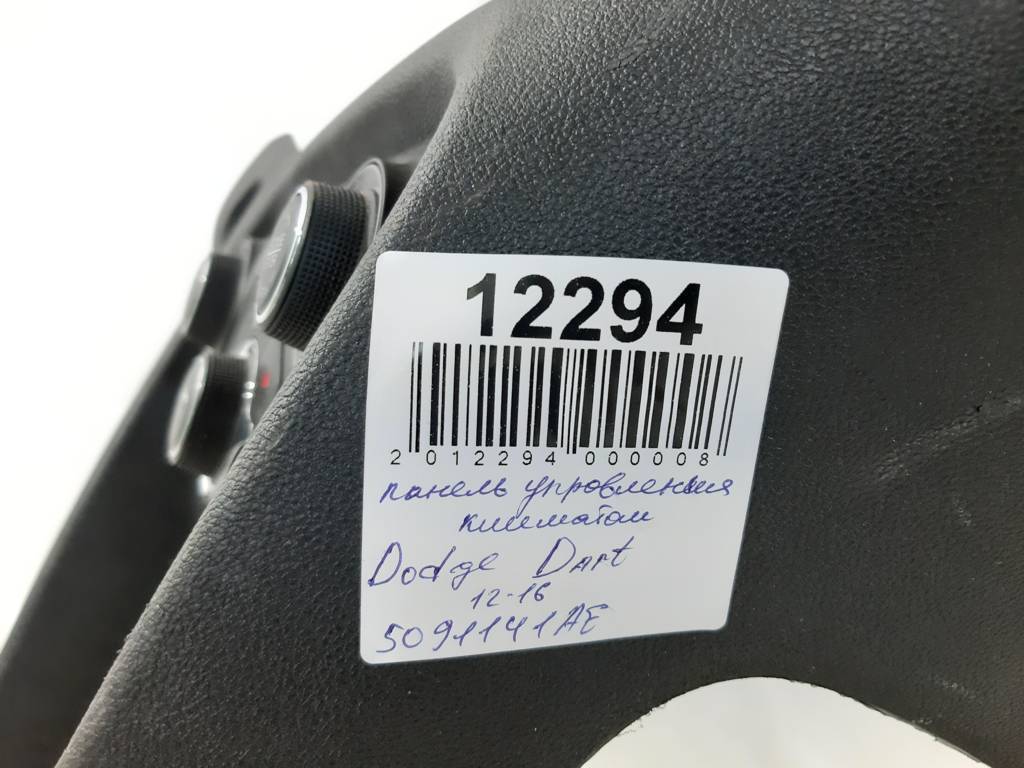 12294
2 012294 000008
панель управления
климатом
Dodge Dart
12-16
5091141AE